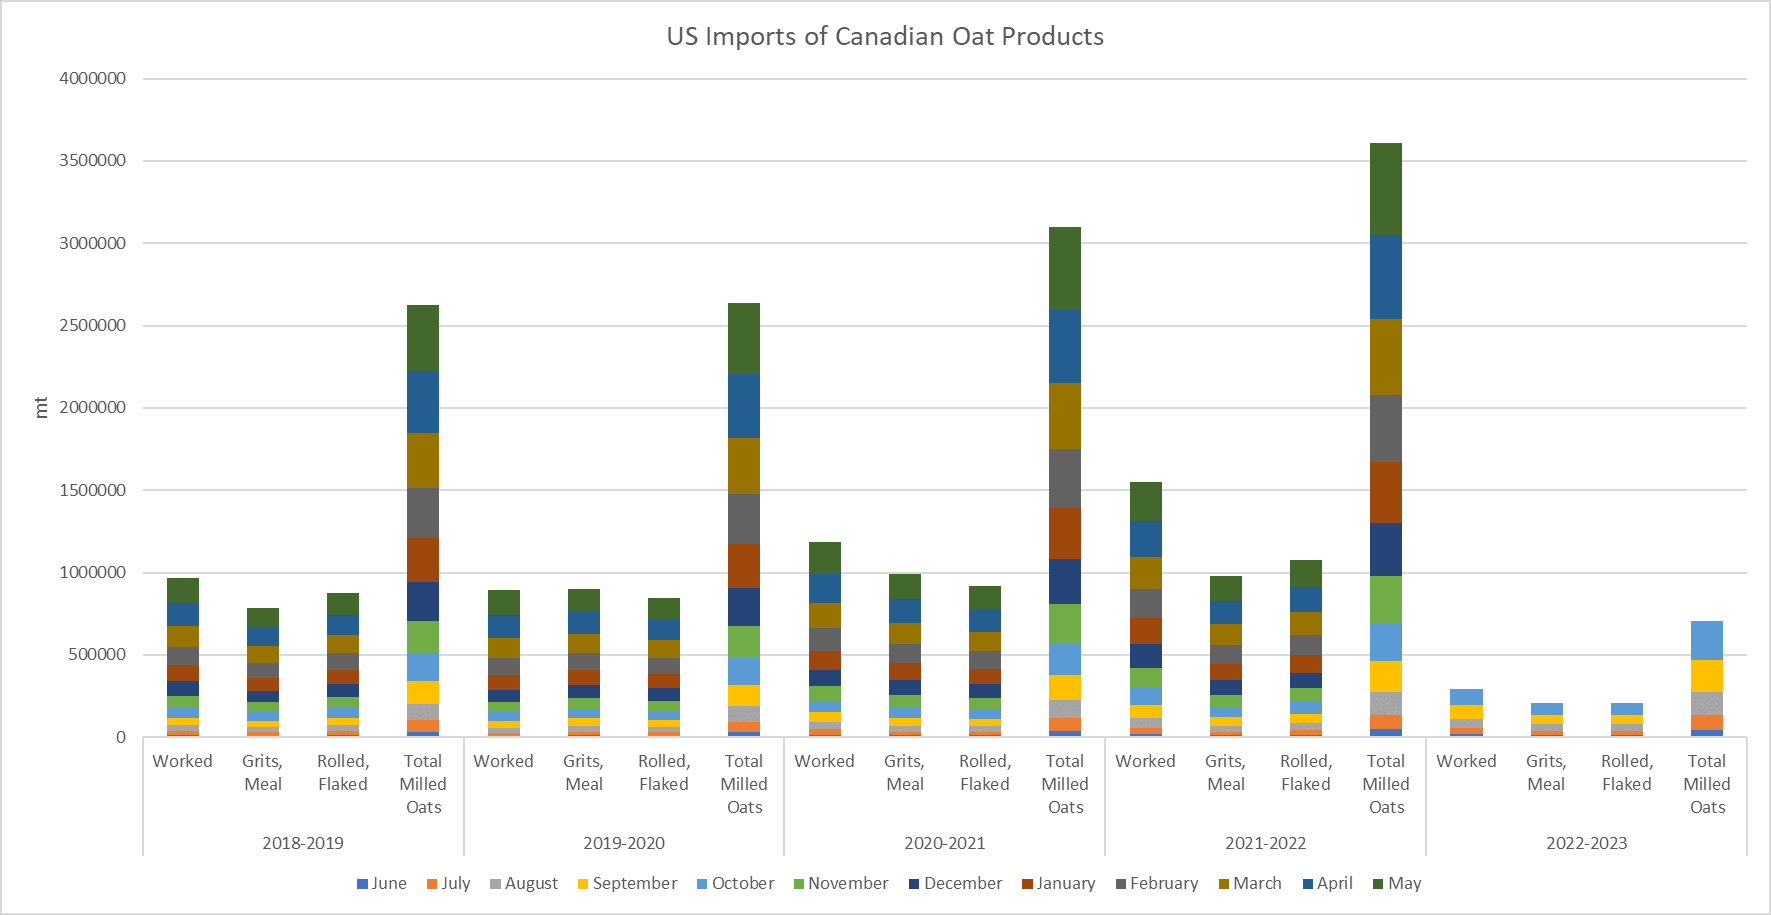 US Imports of Canadian Oat Products
4000000
3500000
3000000
2500000
2000000
1500000
1000000
500000
0
mt
Worked
Grits, Meal
Rolled, Flaked
Total Milled Oats
Worked
Grits, Meal
Rolled, Flaked
Total Milled Oats
Worked
Grits, Meal
Rolled, Flaked
Total Milled Oats
Worked
Grits, Meal
Rolled, Flaked
Total Milled Oats
Worked
Grits, Meal
Rolled, Flaked
Total Milled Oats
2018-2019
2019-2020
2020-2021
2021-2022
2022-2023
June July August September October November December January February March April May